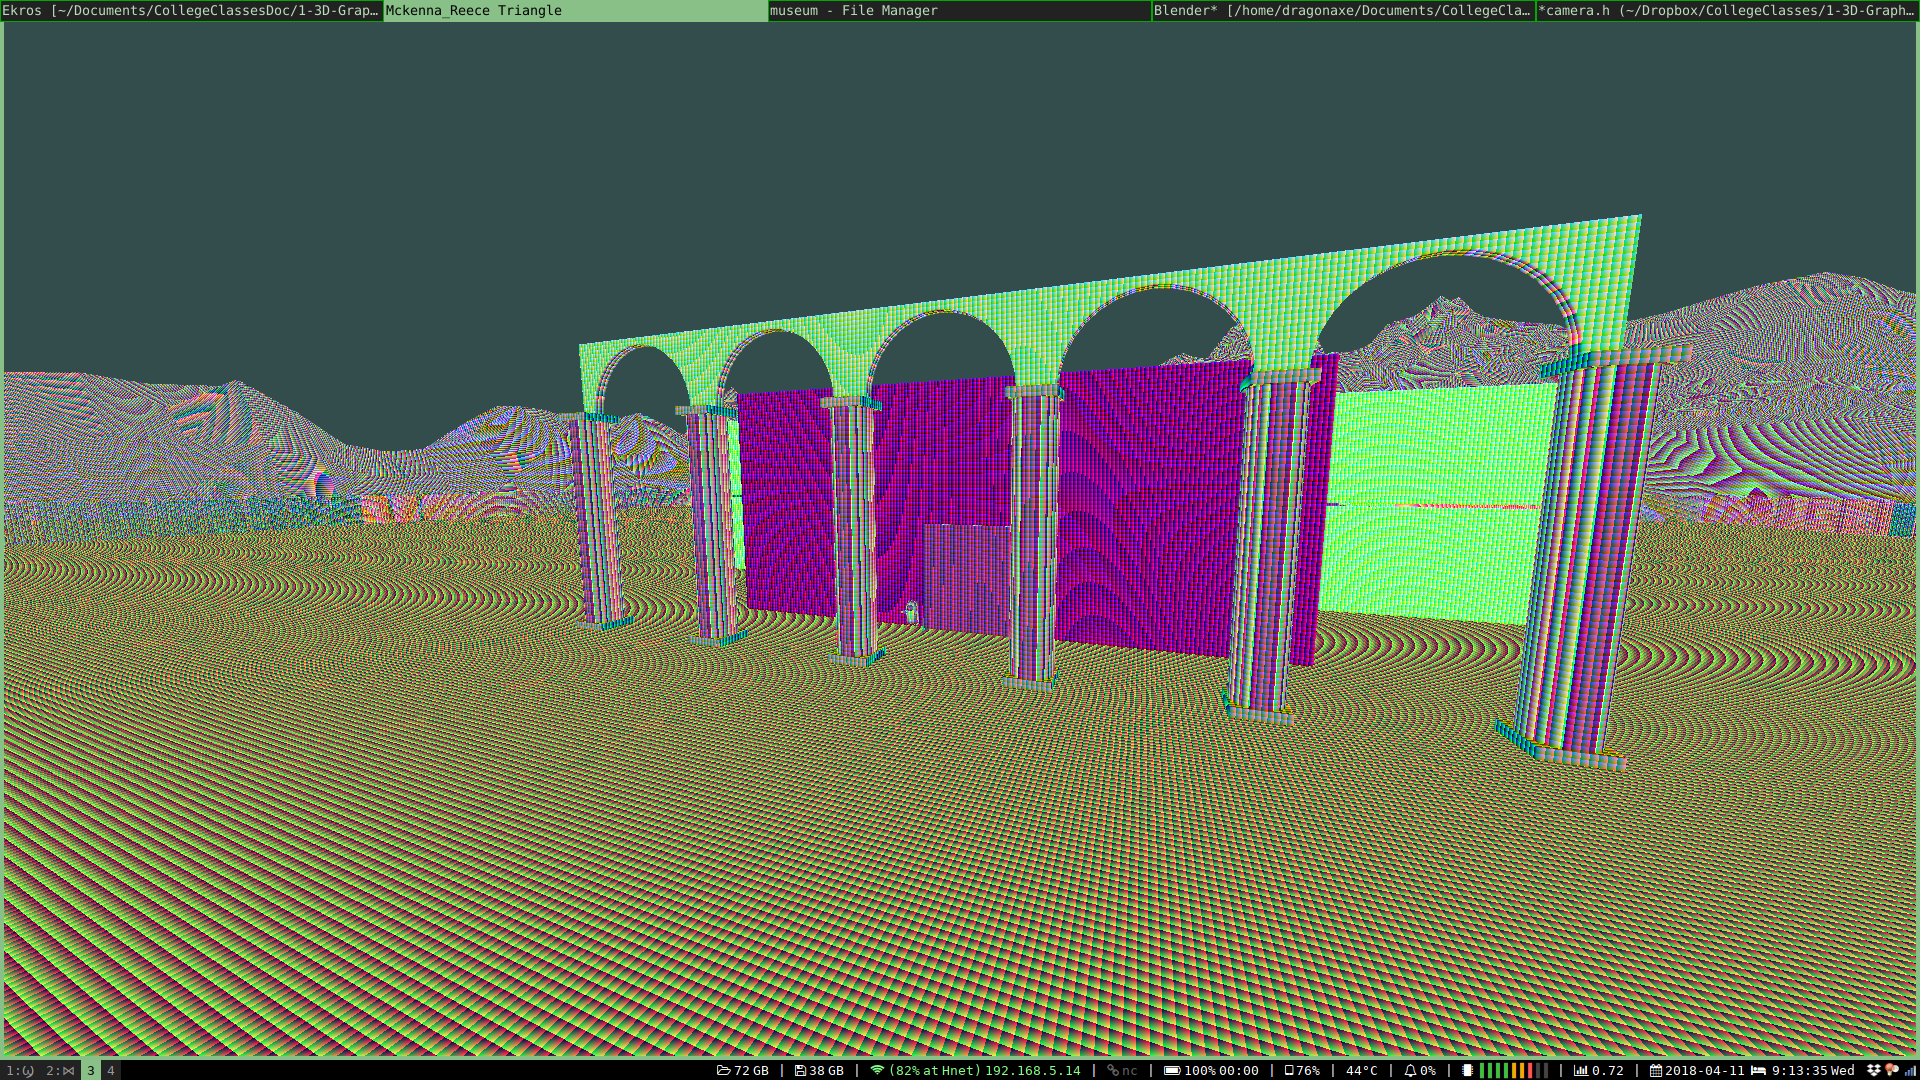 Ekros [~/Documents/CollegeClassesDoc/1-3D-Grap… Mckenna_Reece Triangle museum - File Manager Blender* [/home/dragonaxe/Documents/CollegeCla… *camera.h (~/Dropbox/CollegeClasses/1-3D-Graph…
1: 2: 3 4 72 GB | 38 GB | (82% at Hnet) 192.168.5.14 | nc | 100% 00:00 | 76% | 44°C | 0% | | 0.72 | 2018-04-11 9:13:35 Wed